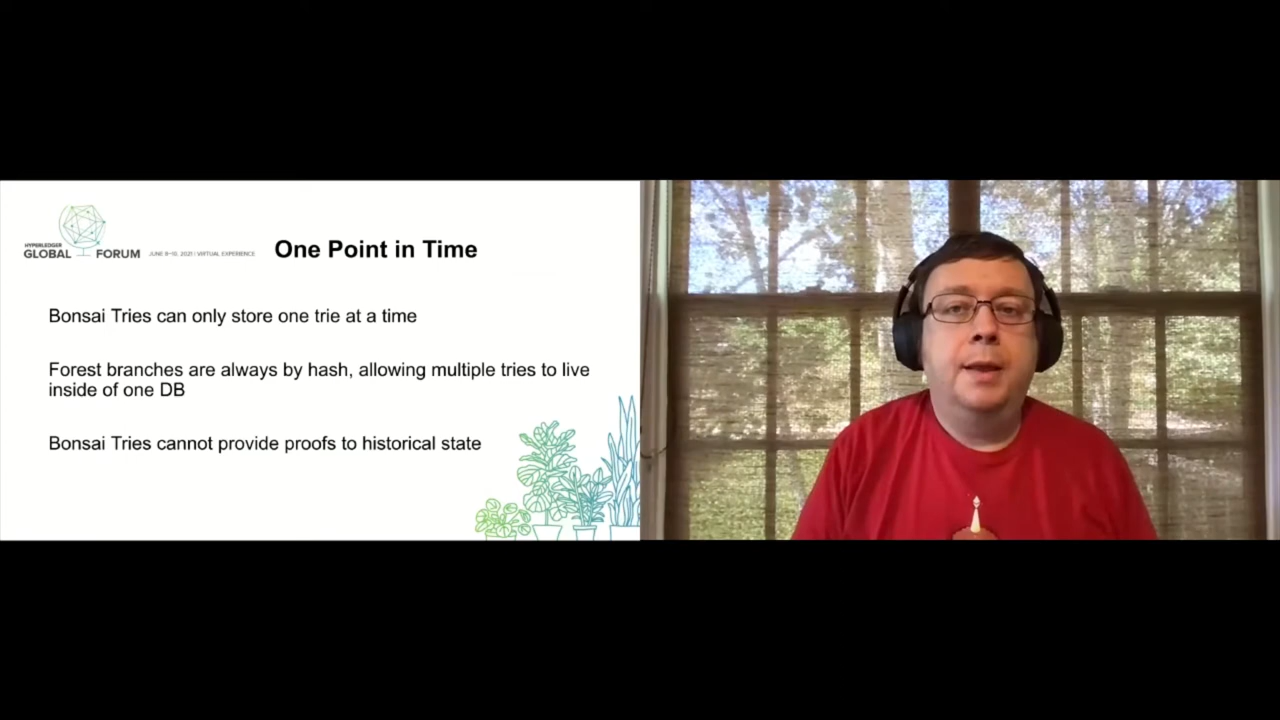 HYPERLEDGER
GLOBAL FORUM
JUNE 8-10, 2021 | VIRTUAL EXPERIENCE
One Point in Time
Bonsai Tries can only store one trie at a time
Forest branches are always by hash, allowing multiple tries to live
inside of one DB
Bonsai Tries cannot provide proofs to historical state